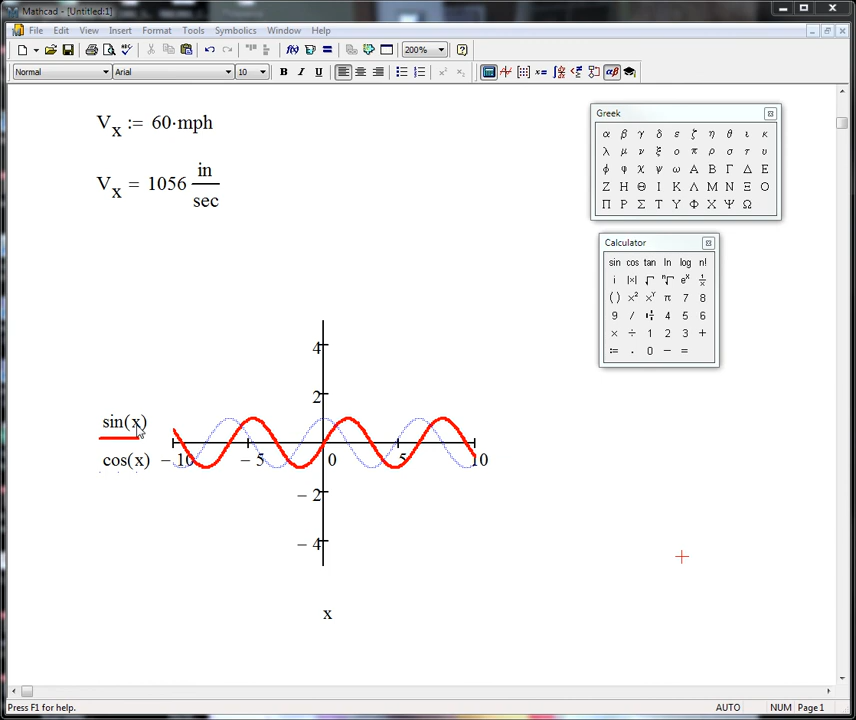 Mathcad - [Untitled:1]
File Edit View Insert Format Tools Symbolics Window Help
200%
Normal Arial 10 B I U
αβ
Vx := 60·mph
Vx = 1056 in/sec
Greek
α β γ δ ε ζ η θ ι κ
λ μ ν ξ ο π ρ σ τ υ
ϕ φ χ ψ ω Α Β Γ Δ Ε
Ζ Η Θ Ι Κ Λ Μ Ν Ξ Ο
Π Ρ Σ Τ Υ Φ Χ Ψ Ω
Calculator
sin cos tan ln log n!
i |×| √ ⁿ√ eˣ 1/x
( ) x² xʸ π 7 8
9 / 4 5 6
× ÷ 1 2 3 +
:= . 0 − =
4
2
sin(x)
cos(x)
− 10 − 5 0 5 10
− 2
− 4
x
Press F1 for help. AUTO NUM Page 1